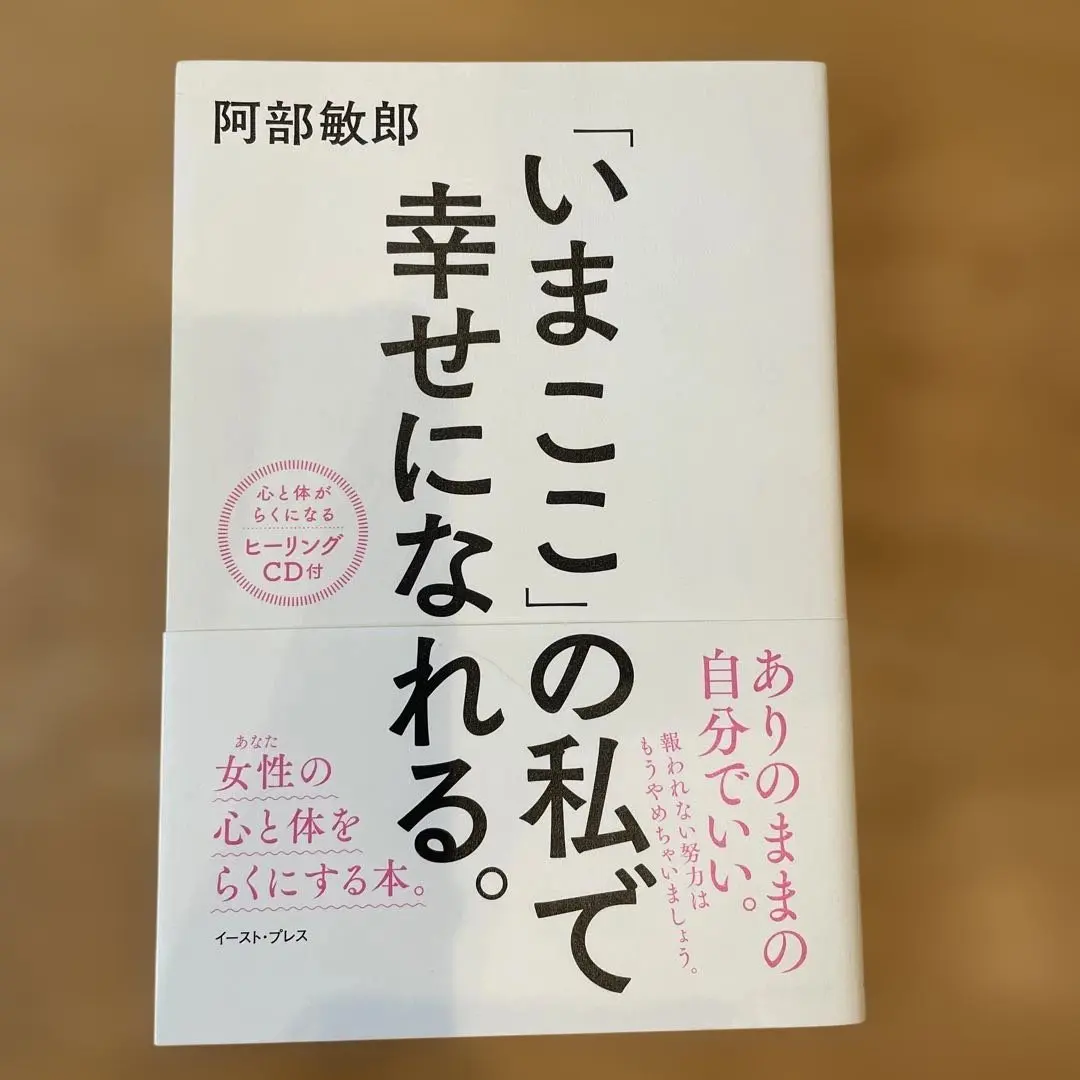 阿部敏郎
「いまここ」の私で
幸せになれる。
心と体が
らくになる
ヒーリング
CD付
ありのままの
自分でいい。
報われない努力は
もうやめちゃいましょう。
あなた
女性の
心と体を
らくにする本。
イースト・プレス